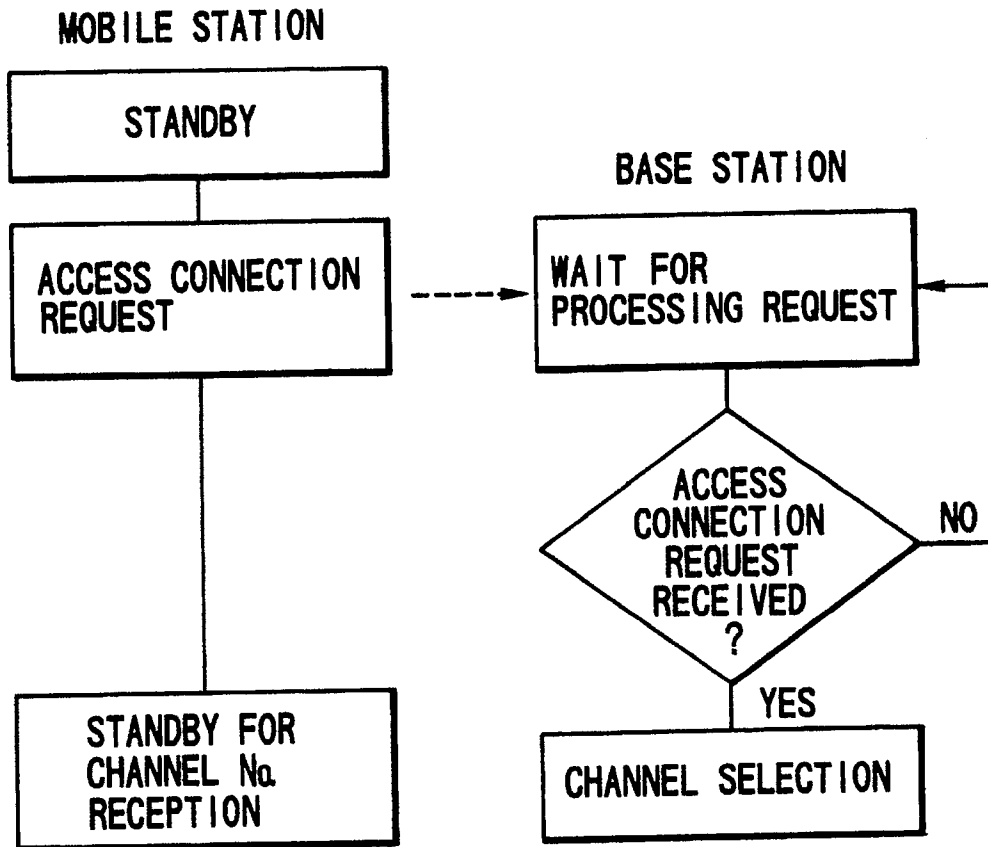 MOBILE STATION
STANDBY
ACCESS CONNECTION
REQUEST
STANDBY FOR
CHANNEL No.
RECEPTION
BASE STATION
WAIT FOR
PROCESSING REQUEST
ACCESS
CONNECTION
REQUEST
RECEIVED
?
NO
YES
CHANNEL SELECTION